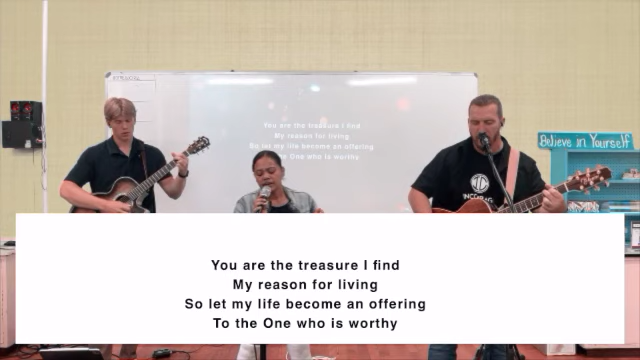 You are the treasure I find
My reason for living
So let my life become an offering
To the One who is worthy
Believe in Yourself
You are the treasure I find
My reason for living
So let my life become an offering
To the One who is worthy